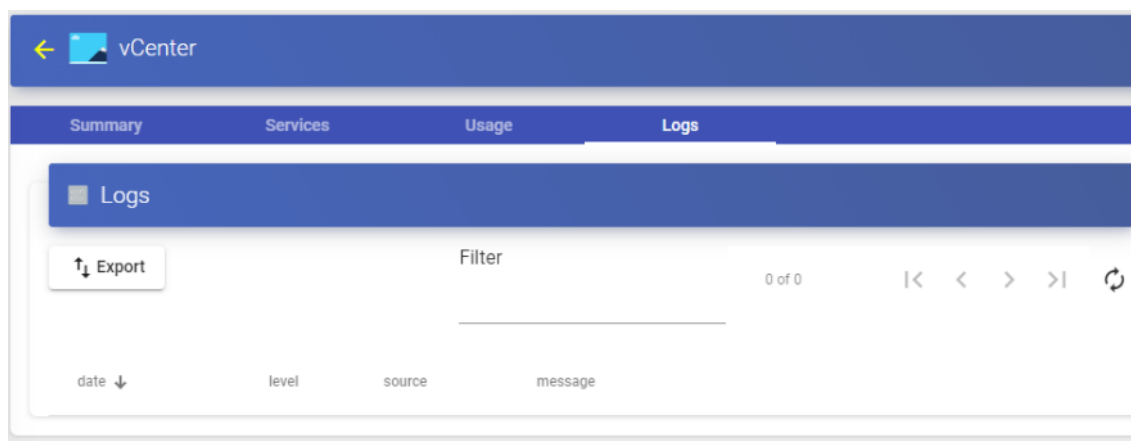 vCenter
Summary Services Usage Logs
Logs
Export Filter 0 of 0
date level source message